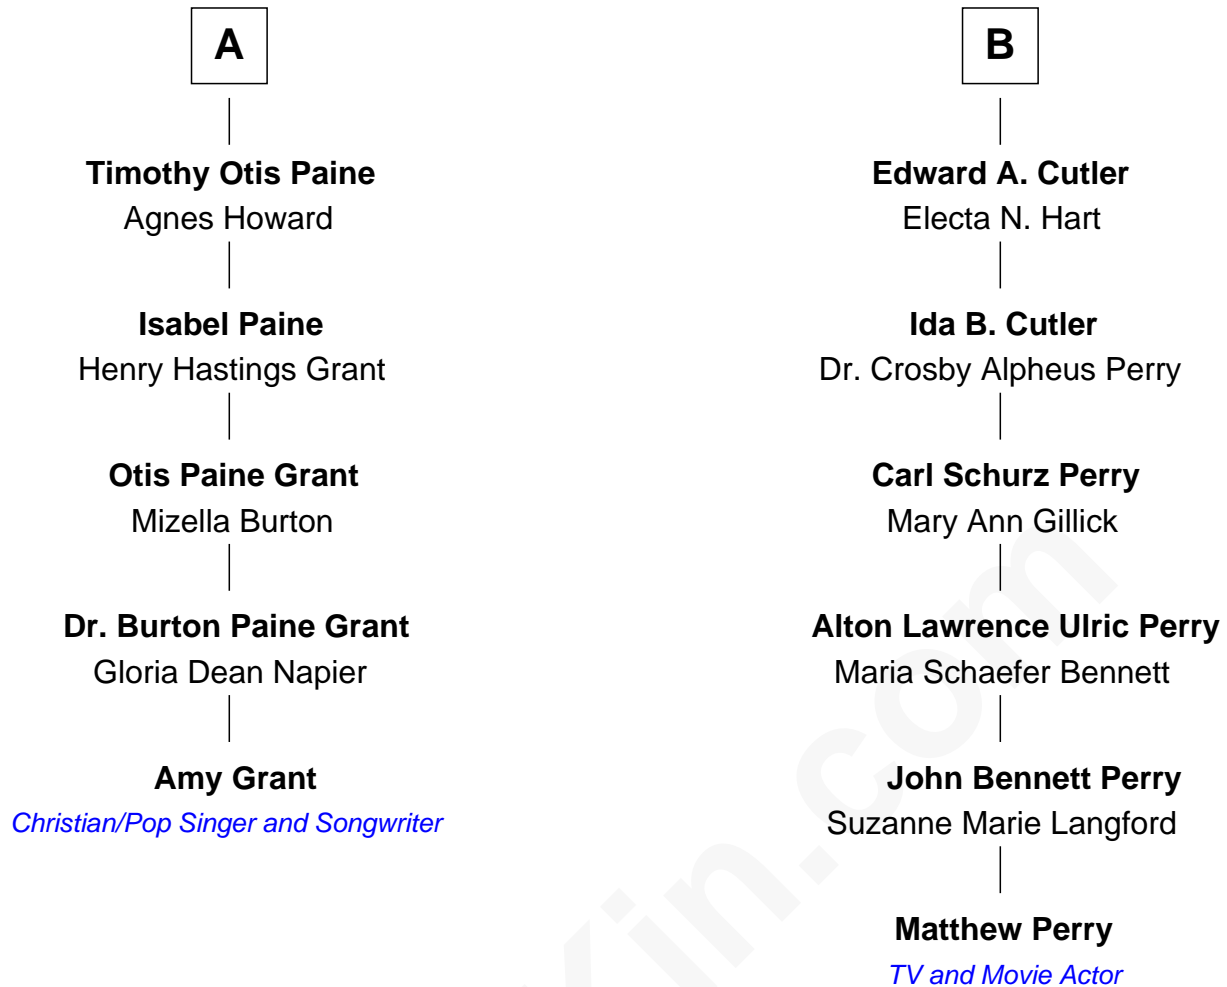 A
Timothy Otis Paine
Agnes Howard
Isabel Paine
Henry Hastings Grant
Otis Paine Grant
Mizella Burton
Dr. Burton Paine Grant
Gloria Dean Napier
Amy Grant
Christian/Pop Singer and Songwriter
B
Edward A. Cutler
Electa N. Hart
Ida B. Cutler
Dr. Crosby Alpheus Perry
Carl Schurz Perry
Mary Ann Gillick
Alton Lawrence Ulric Perry
Maria Schaefer Bennett
John Bennett Perry
Suzanne Marie Langford
Matthew Perry
TV and Movie Actor
Kin.com